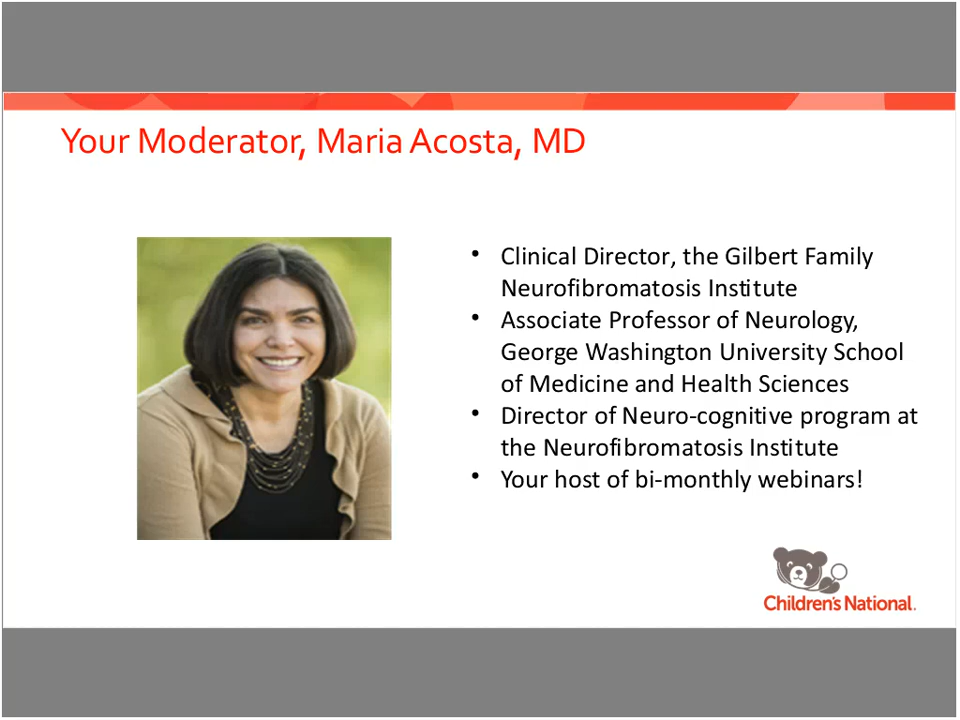 Your Moderator, Maria Acosta, MD
• Clinical Director, the Gilbert Family
Neurofibromatosis Institute
• Associate Professor of Neurology,
George Washington University School
of Medicine and Health Sciences
• Director of Neuro-cognitive program at
the Neurofibromatosis Institute
• Your host of bi-monthly webinars!
Children's National.